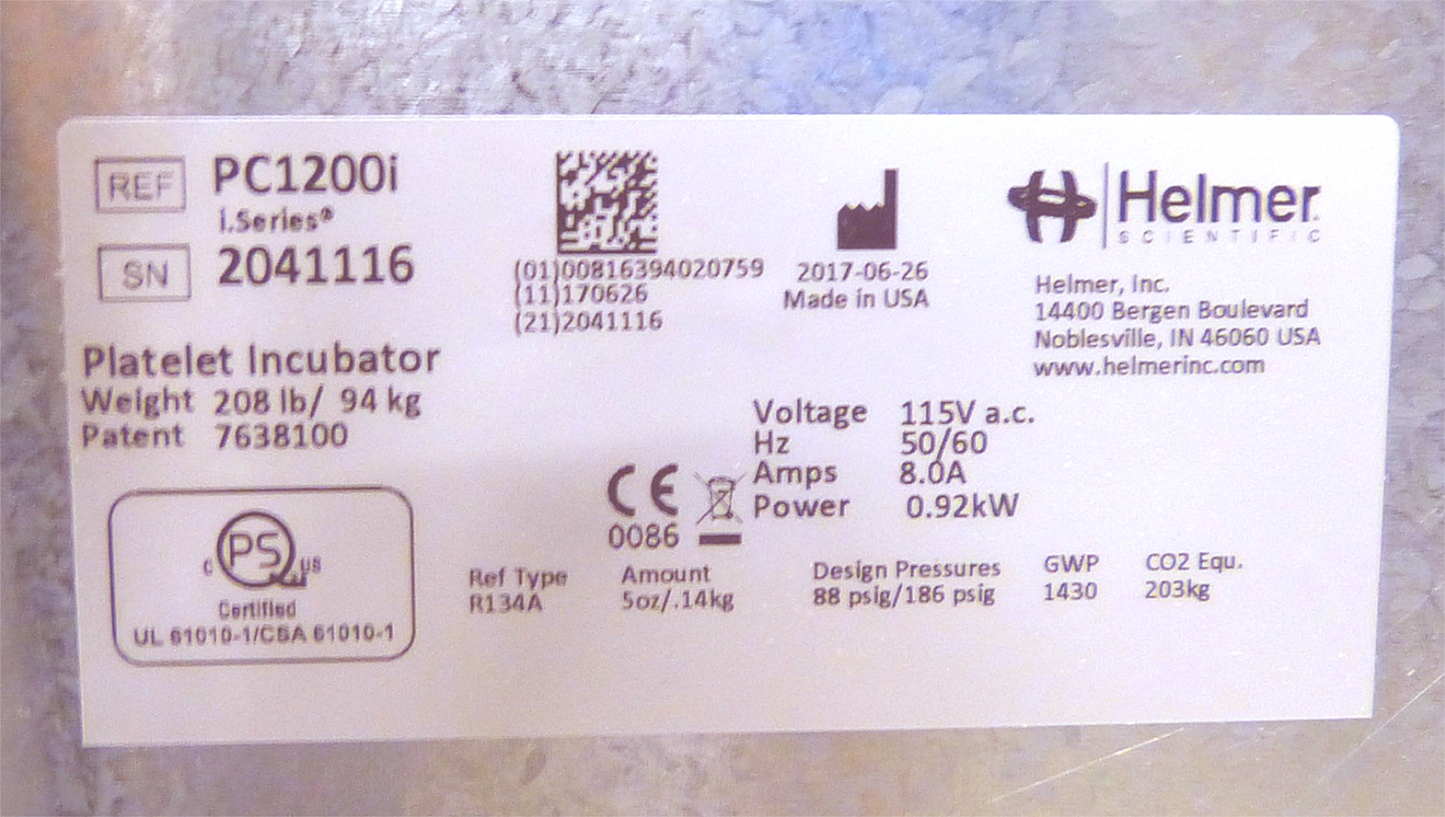 REF PC1200i
i.Series®
SN 2041116
Platelet Incubator
Weight 208 lb/ 94 kg
Patent 7638100
(01)00816394020759
(11)170626
(21)2041116
2017-06-26
Made in USA
Helmer
SCIENTIFIC
Helmer, Inc.
14400 Bergen Boulevard
Noblesville, IN 46060 USA
www.helmerinc.com
Voltage 115V a.c.
Hz 50/60
Amps 8.0A
Power 0.92kW
CE
0086
c PS us
Certified
UL 61010-1/CSA 61010-1
Ref Type Amount Design Pressures GWP CO2 Equ.
R134A 5oz/.14kg 88 psig/186 psig 1430 203kg